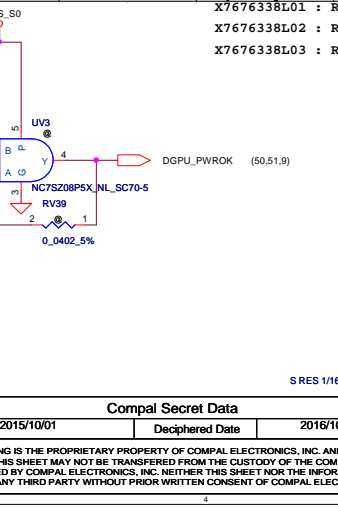 S_S0
X7676338L01 : R
X7676338L02 : R
X7676338L03 : R
5
UV3
@
B
P
Y
4
A
G
3
DGPU_PWROK (50,51,9)
NC7SZ08P5X_NL_SC70-5
RV39
2
@
1
0_0402_5%
S RES 1/16
Compal Secret Data
2015/10/01
Deciphered Date
2016/10
NG IS THE PROPRIETARY PROPERTY OF COMPAL ELECTRONICS, INC. AN
HIS SHEET MAY NOT BE TRANSFERED FROM THE CUSTODY OF THE COM
ED BY COMPAL ELECTRONICS, INC. NEITHER THIS SHEET NOR THE INFOR
ANY THIRD PARTY WITHOUT PRIOR WRITTEN CONSENT OF COMPAL ELEC
4